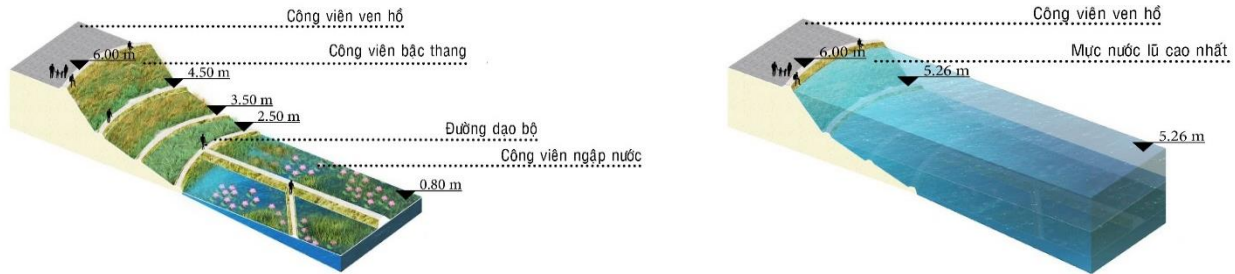 Công viên ven hồ
6.00 m
Công viên bậc thang
4.50 m
3.50 m
2.50 m
Đường dạo bộ
Công viên ngập nước
0.80 m
Công viên ven hồ
6.00 m
Mực nước lũ cao nhất
5.26 m
5.26 m